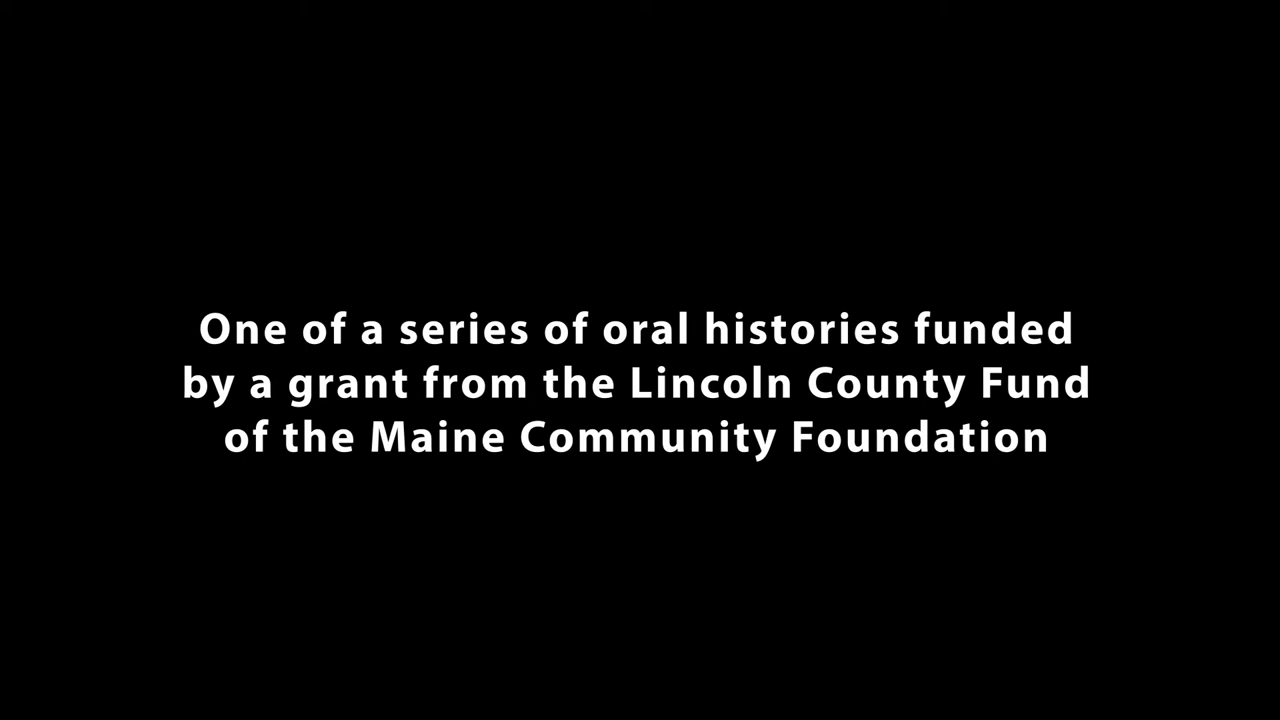 One of a series of oral histories funded
by a grant from the Lincoln County Fund
of the Maine Community Foundation